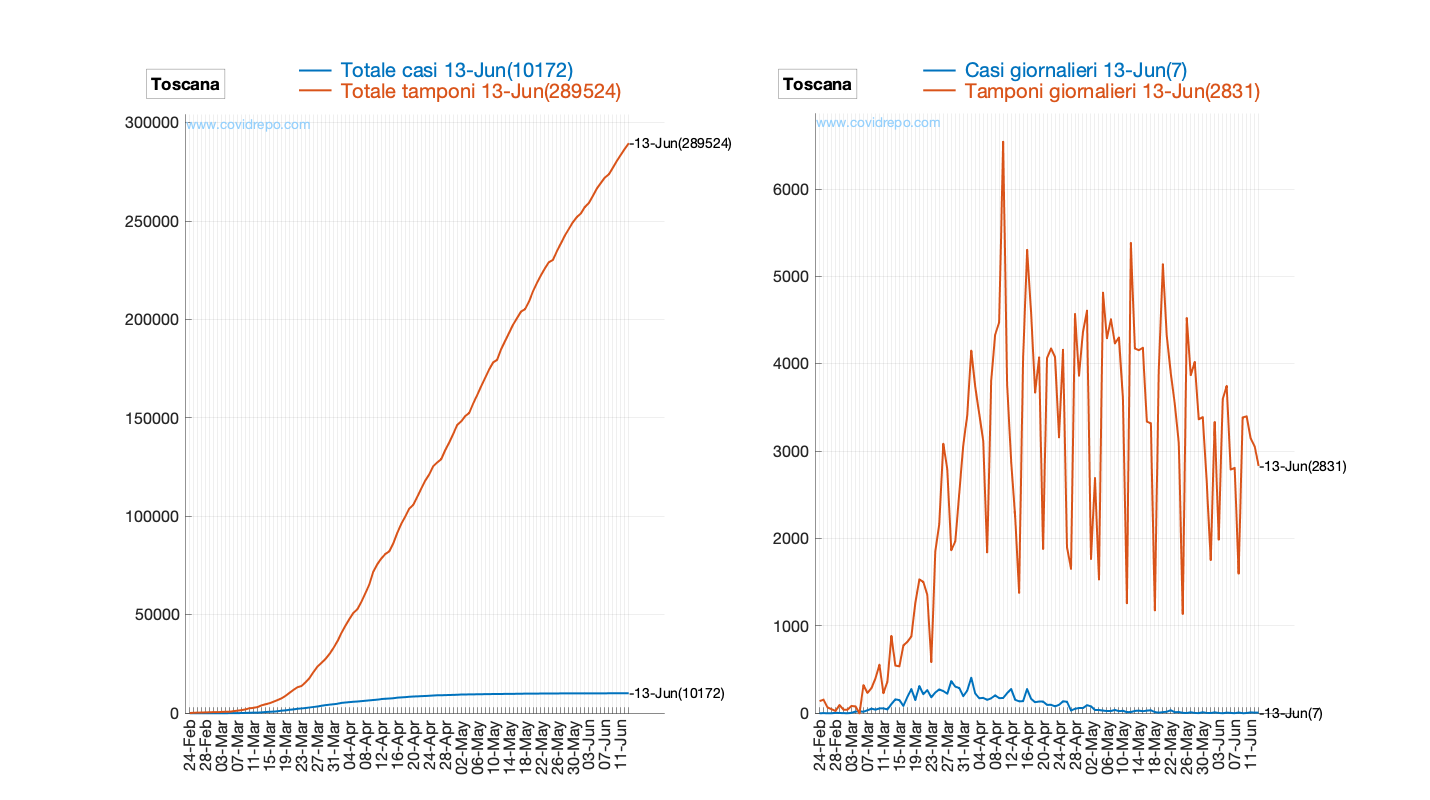 Toscana
Totale casi 13-Jun(10172)
Totale tamponi 13-Jun(289524)
www.covidrepo.com
300000
250000
200000
150000
100000
50000
0
13-Jun(289524)
13-Jun(10172)
24-Feb
28-Feb
03-Mar
07-Mar
11-Mar
15-Mar
19-Mar
23-Mar
27-Mar
31-Mar
04-Apr
08-Apr
12-Apr
16-Apr
20-Apr
24-Apr
28-Apr
02-May
06-May
10-May
14-May
18-May
22-May
26-May
30-May
03-Jun
07-Jun
11-Jun
Toscana
Casi giornalieri 13-Jun(7)
Tamponi giornalieri 13-Jun(2831)
www.covidrepo.com
6000
5000
4000
3000
2000
1000
0
13-Jun(2831)
13-Jun(7)
24-Feb
28-Feb
03-Mar
07-Mar
11-Mar
15-Mar
19-Mar
23-Mar
27-Mar
31-Mar
04-Apr
08-Apr
12-Apr
16-Apr
20-Apr
24-Apr
28-Apr
02-May
06-May
10-May
14-May
18-May
22-May
26-May
30-May
03-Jun
07-Jun
11-Jun